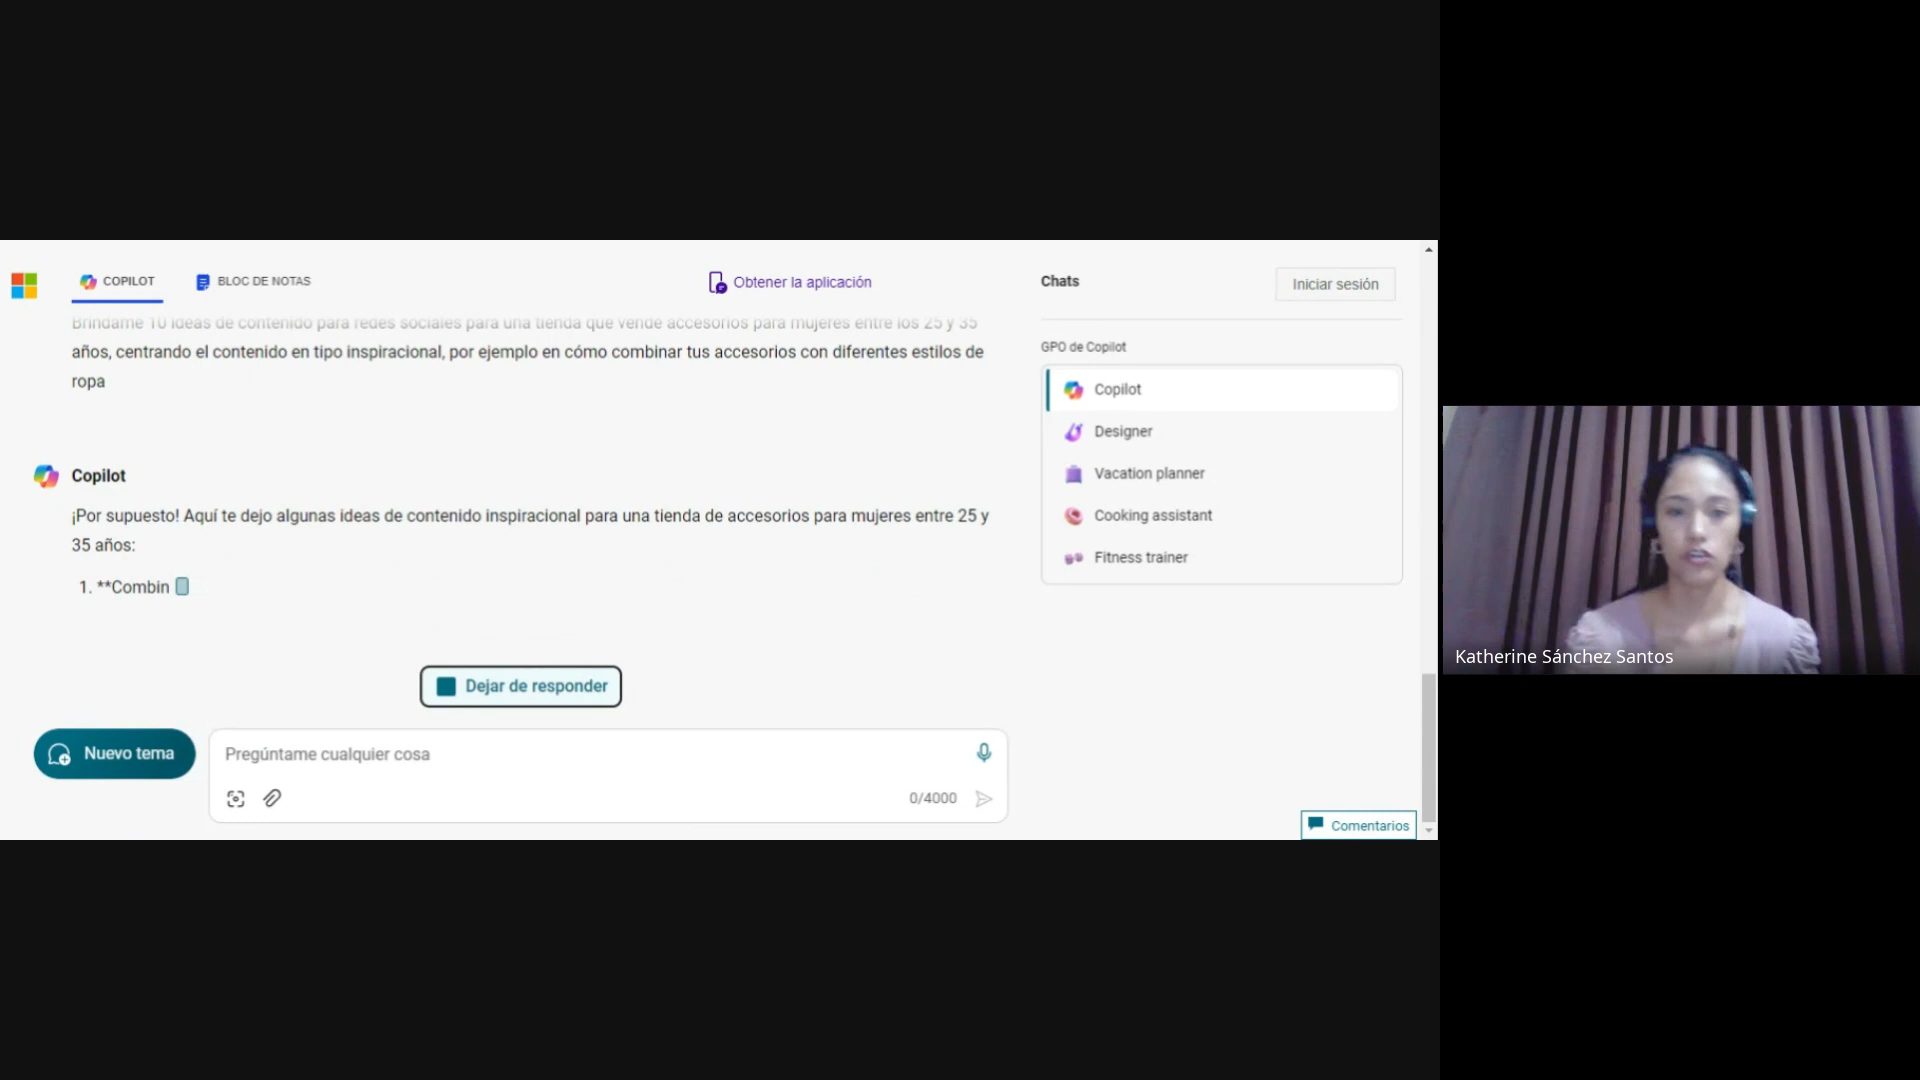 COPILOT
BLOC DE NOTAS
Obtener la aplicación
Brindame 10 ideas de contenido para redes sociales para una tienda que vende accesorios para mujeres entre los 25 y 35
años, centrando el contenido en tipo inspiracional, por ejemplo en cómo combinar tus accesorios con diferentes estilos de
ropa
Copilot
¡Por supuesto! Aquí te dejo algunas ideas de contenido inspiracional para una tienda de accesorios para mujeres entre 25 y
35 años:
1. **Combin
Dejar de responder
Nuevo tema
Pregúntame cualquier cosa
0/4000
Chats
Iniciar sesión
GPO de Copilot
Copilot
Designer
Vacation planner
Cooking assistant
Fitness trainer
Comentarios
Katherine Sánchez Santos